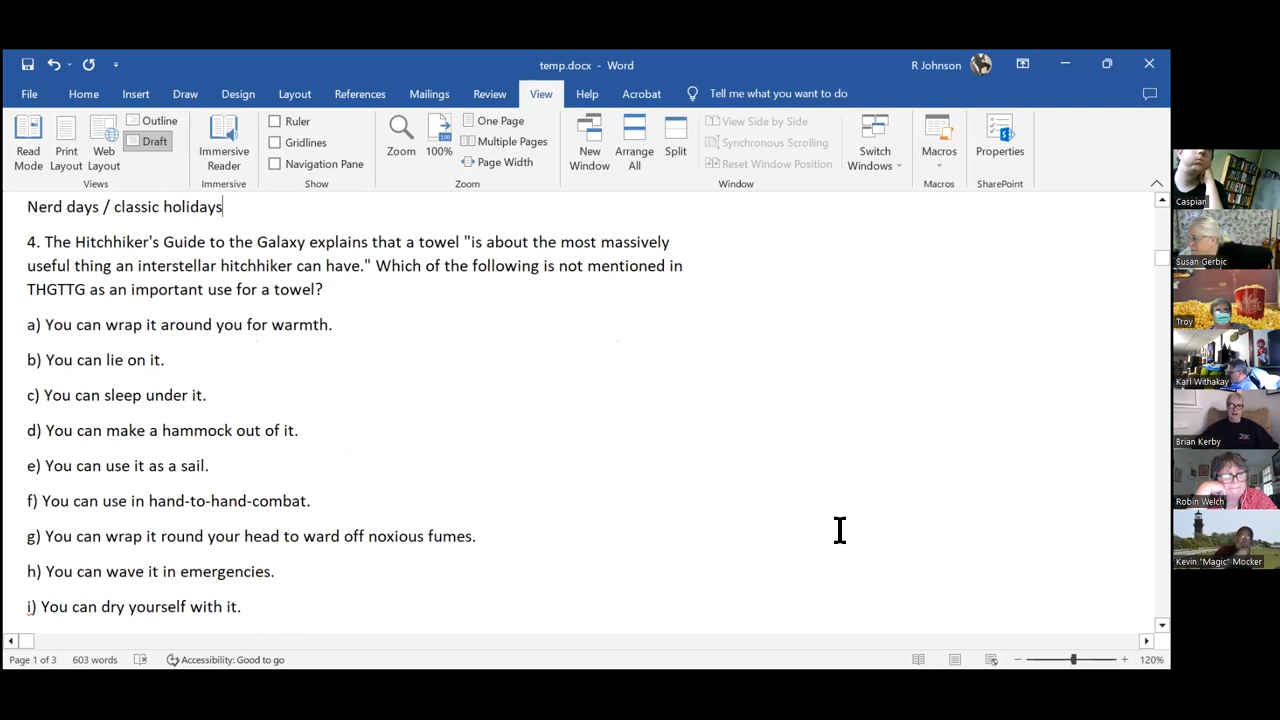 temp.docx - Word
R Johnson
File Home Insert Draw Design Layout References Mailings Review View Help Acrobat Tell me what you want to do
Read Mode
Print Layout
Web Layout
Outline
Draft
Views
Immersive Reader
Immersive
Ruler
Gridlines
Navigation Pane
Show
Zoom
100
100%
One Page
Multiple Pages
Page Width
Zoom
New Window
Arrange All
Split
View Side by Side
Synchronous Scrolling
Reset Window Position
Window
Switch Windows
Macros
Macros
Properties
SharePoint
Nerd days / classic holidays
4. The Hitchhiker's Guide to the Galaxy explains that a towel "is about the most massively
useful thing an interstellar hitchhiker can have." Which of the following is not mentioned in
THGTTG as an important use for a towel?
a) You can wrap it around you for warmth.
b) You can lie on it.
c) You can sleep under it.
d) You can make a hammock out of it.
e) You can use it as a sail.
f) You can use in hand-to-hand-combat.
g) You can wrap it round your head to ward off noxious fumes.
h) You can wave it in emergencies.
i) You can dry yourself with it.
Page 1 of 3 603 words Accessibility: Good to go 120%
Caspian
Susan Gerbic
Troy
Karl Withakay
Brian Kerby
Robin Welch
Kevin "Magic" Mocker